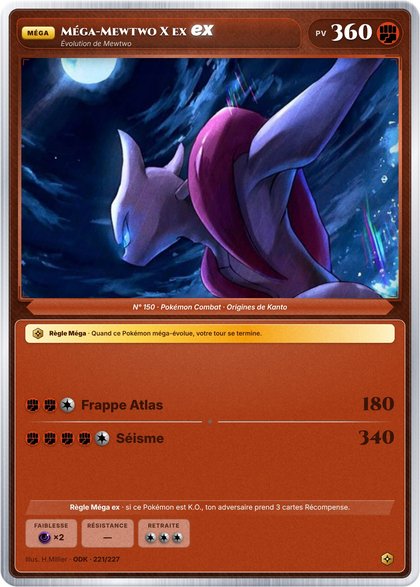 MÉGA
MÉGA-MEWTWO X EX ex
PV 360
Évolution de Mewtwo
N° 150 · Pokémon Combat · Origines de Kanto
Règle Méga · Quand ce Pokémon méga-évolue, votre tour se termine.
Frappe Atlas 180
Séisme 340
Règle Méga ex · si ce Pokémon est K.O., ton adversaire prend 3 cartes Récompense.
FAIBLESSE RÉSISTANCE RETRAITE
×2 —
Illus. H.Miller · ODK · 221/227